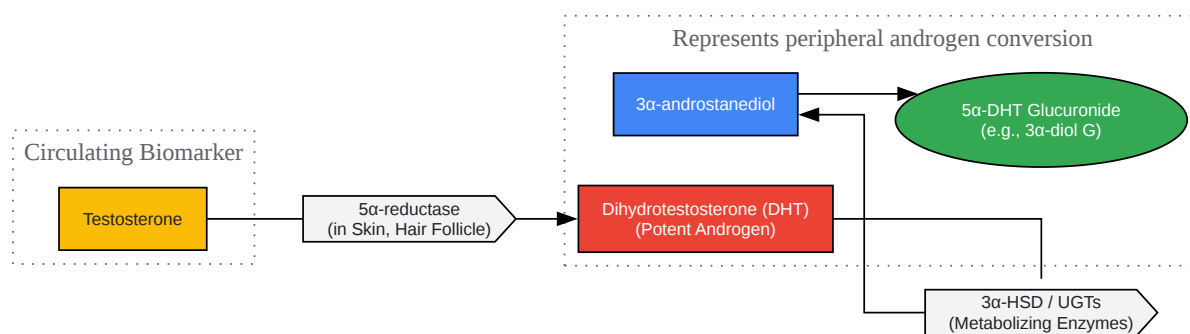 Represents peripheral androgen conversion
3α-androstanediol
5α-DHT Glucuronide
(e.g., 3α-diol G)
Circulating Biomarker
Testosterone
5α-reductase
(in Skin, Hair Follicle)
Dihydrotestosterone (DHT)
(Potent Androgen)
3α-HSD / UGTs
(Metabolizing Enzymes)